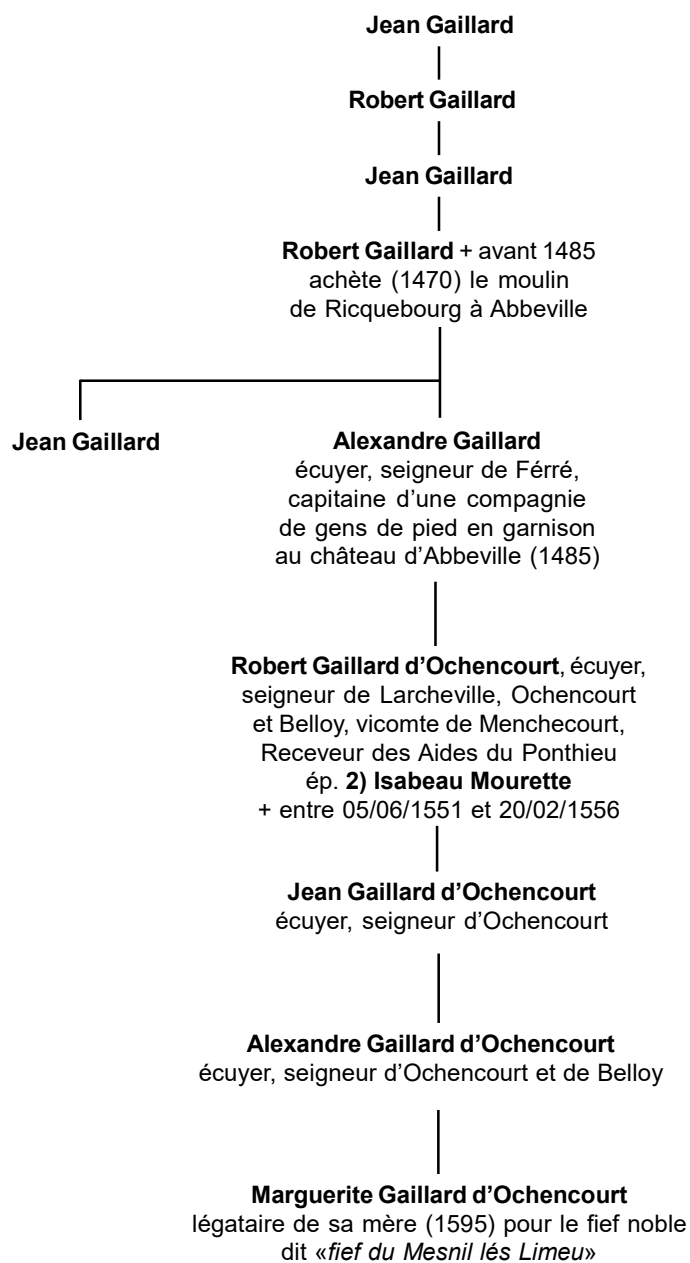 Jean Gaillard
Robert Gaillard
Jean Gaillard
Robert Gaillard + avant 1485
achète (1470) le moulin
de Ricquebourg à Abbeville
Jean Gaillard
Alexandre Gaillard
écuyer, seigneur de Férré,
capitaine d’une compagnie
de gens de pied en garnison
au château d’Abbeville (1485)
Robert Gaillard d'Ochencourt, écuyer,
seigneur de Larcheville, Ochencourt
et Belloy, vicomte de Menchecourt,
Receveur des Aides du Ponthieu
ép. 2) Isabeau Mourette
+ entre 05/06/1551 et 20/02/1556
Jean Gaillard d’Ochencourt
écuyer, seigneur d’Ochencourt
Alexandre Gaillard d’Ochencourt
écuyer, seigneur d’Ochencourt et de Belloy
Marguerite Gaillard d’Ochencourt
légataire de sa mère (1595) pour le fief noble
dit «fief du Mesnil lés Limeu»